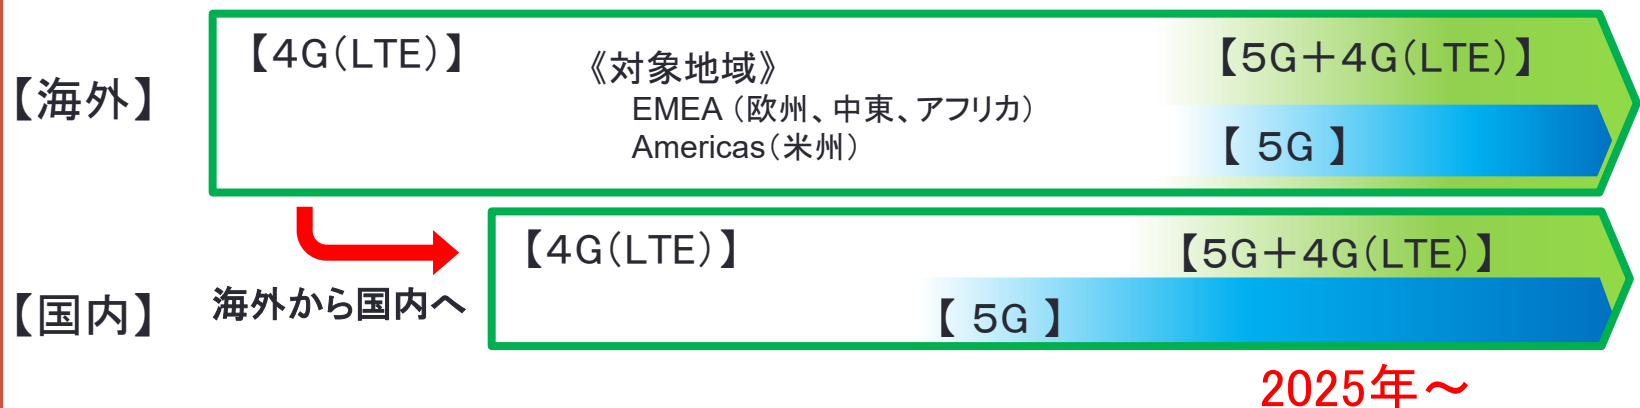 【4G(LTE)】
《対象地域》
【5G＋4G(LTE)】
【海外】
EMEA（欧州、中東、アフリカ）
Americas（米州）
【 5G 】
【4G(LTE)】
【5G＋4G(LTE)】
海外から国内へ
【国内】
【 5G 】
2025年～